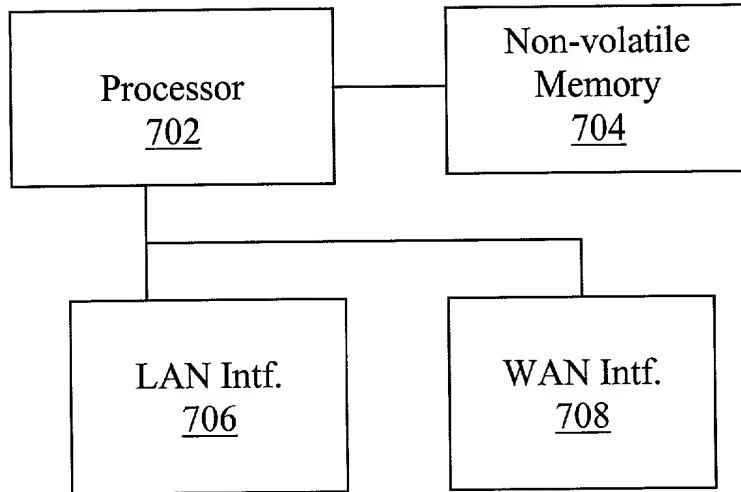 Processor
702
Non-volatile
Memory
704
LAN Intf.
706
WAN Intf.
708